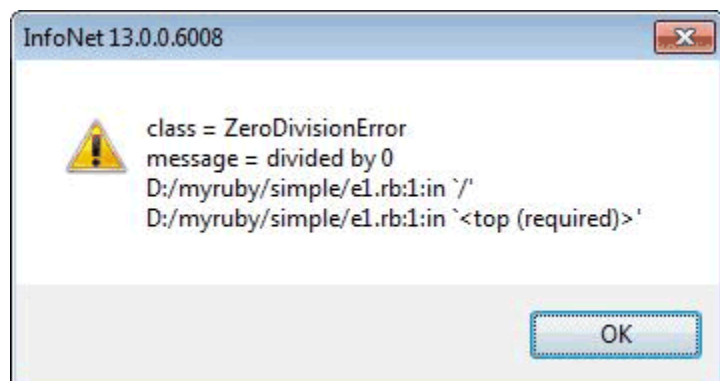 InfoNet 13.0.0.6008
class = ZeroDivisionError
message = divided by 0
D:/myruby/simple/e1.rb:1:in `/'
D:/myruby/simple/e1.rb:1:in `<top (required)>'
OK